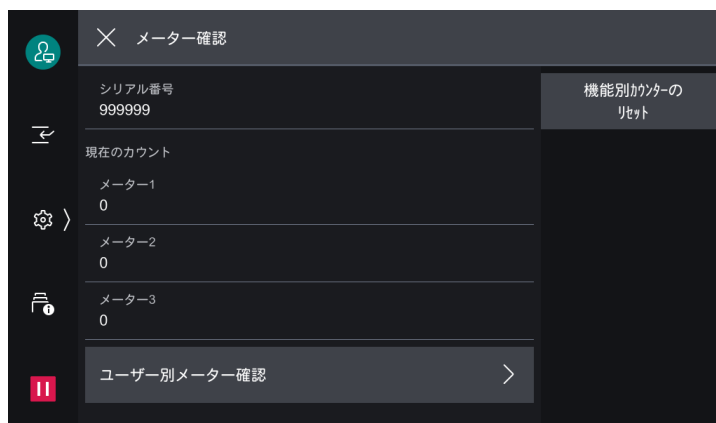 メーター確認
シリアル番号
999999
機能別ｶｳﾝﾀｰの
ﾘｾｯﾄ
現在のカウント
メーター1
0
メーター2
0
メーター3
0
ユーザー別メーター確認